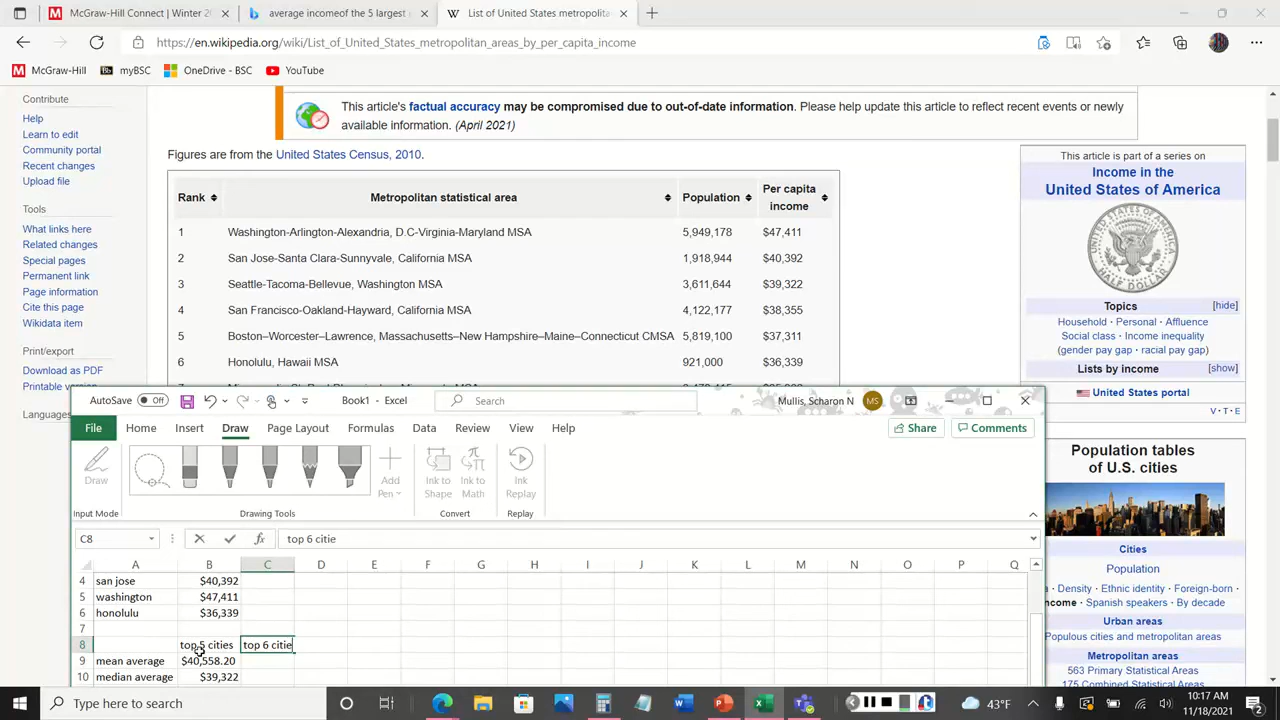 McGraw-Hill Connect | Winter 2
average incomeof the 5 largest
List of United States metropolita
https://en.wikipedia.org/wiki/List_of_United_States_metropolitan_areas_by_per_capita_income
McGraw-Hill
myBSC
OneDrive - BSC
YouTube
Contribute
Help
Learn to edit
Community portal
Recent changes
Upload file
Tools
What links here
Related changes
Special pages
Permanent link
Page information
Cite this page
Wikidata item
Print/export
Download as PDF
Printable
Languages
This article's factual accuracy may be compromised due to out-of-date information. Please help update this article to reflect recent events or newly
available information. (April 2021)
Figures are from the United States Census, 2010.
Rank Metropolitan statistical area Population Per capita
income
1 Washington-Arlington-Alexandria, D.C-Virginia-Maryland MSA 5,949,178 $47,411
2 San Jose-Santa Clara-Sunnyvale, California MSA 1,918,944 $40,392
3 Seattle-Tacoma-Bellevue, Washington MSA 3,611,644 $39,322
4 San Francisco-Oakland-Hayward, California MSA 4,122,177 $38,355
5 Boston–Worcester–Lawrence, Massachusetts–New Hampshire–Maine–Connecticut CMSA 5,819,100 $37,311
6 Honolulu, Hawaii MSA 921,000 $36,339
This article is part of a series on
Income in the
United States of America
Topics [hide]
Household · Personal · Affluence
Social class · Income inequality
(gender pay gap · racial pay gap)
Lists by income [show]
United States portal
V · T · E
Population tables
of U.S. cities
Cities
Population
Density · Ethnic identity · Foreign-born
· Spanish speakers · By decade
Urban areas
Populous cities and metropolitan areas
Metropolitan areas
563 Primary Statistical Areas
175 Combined Statistical Areas
AutoSave Off Book1 - Excel Search Mullis, Scharon N MS
File Home Insert Draw Page Layout Formulas Data Review View Help Share Comments
Draw
Add
Pen
Ink to
Shape
Ink to
Math
Ink
Replay
Input Mode Drawing Tools Convert Replay
C8 fx top 6 citie
A B C D E F G H I J K L M N O P Q
4 san jose $40,392
5 washington $47,411
6 honolulu $36,339
7
8 top 5 cities top 6 citie
9 mean average $40,558.20
10 median average $39,322
Type here to search
43°F
10:17 AM
11/18/2021
2